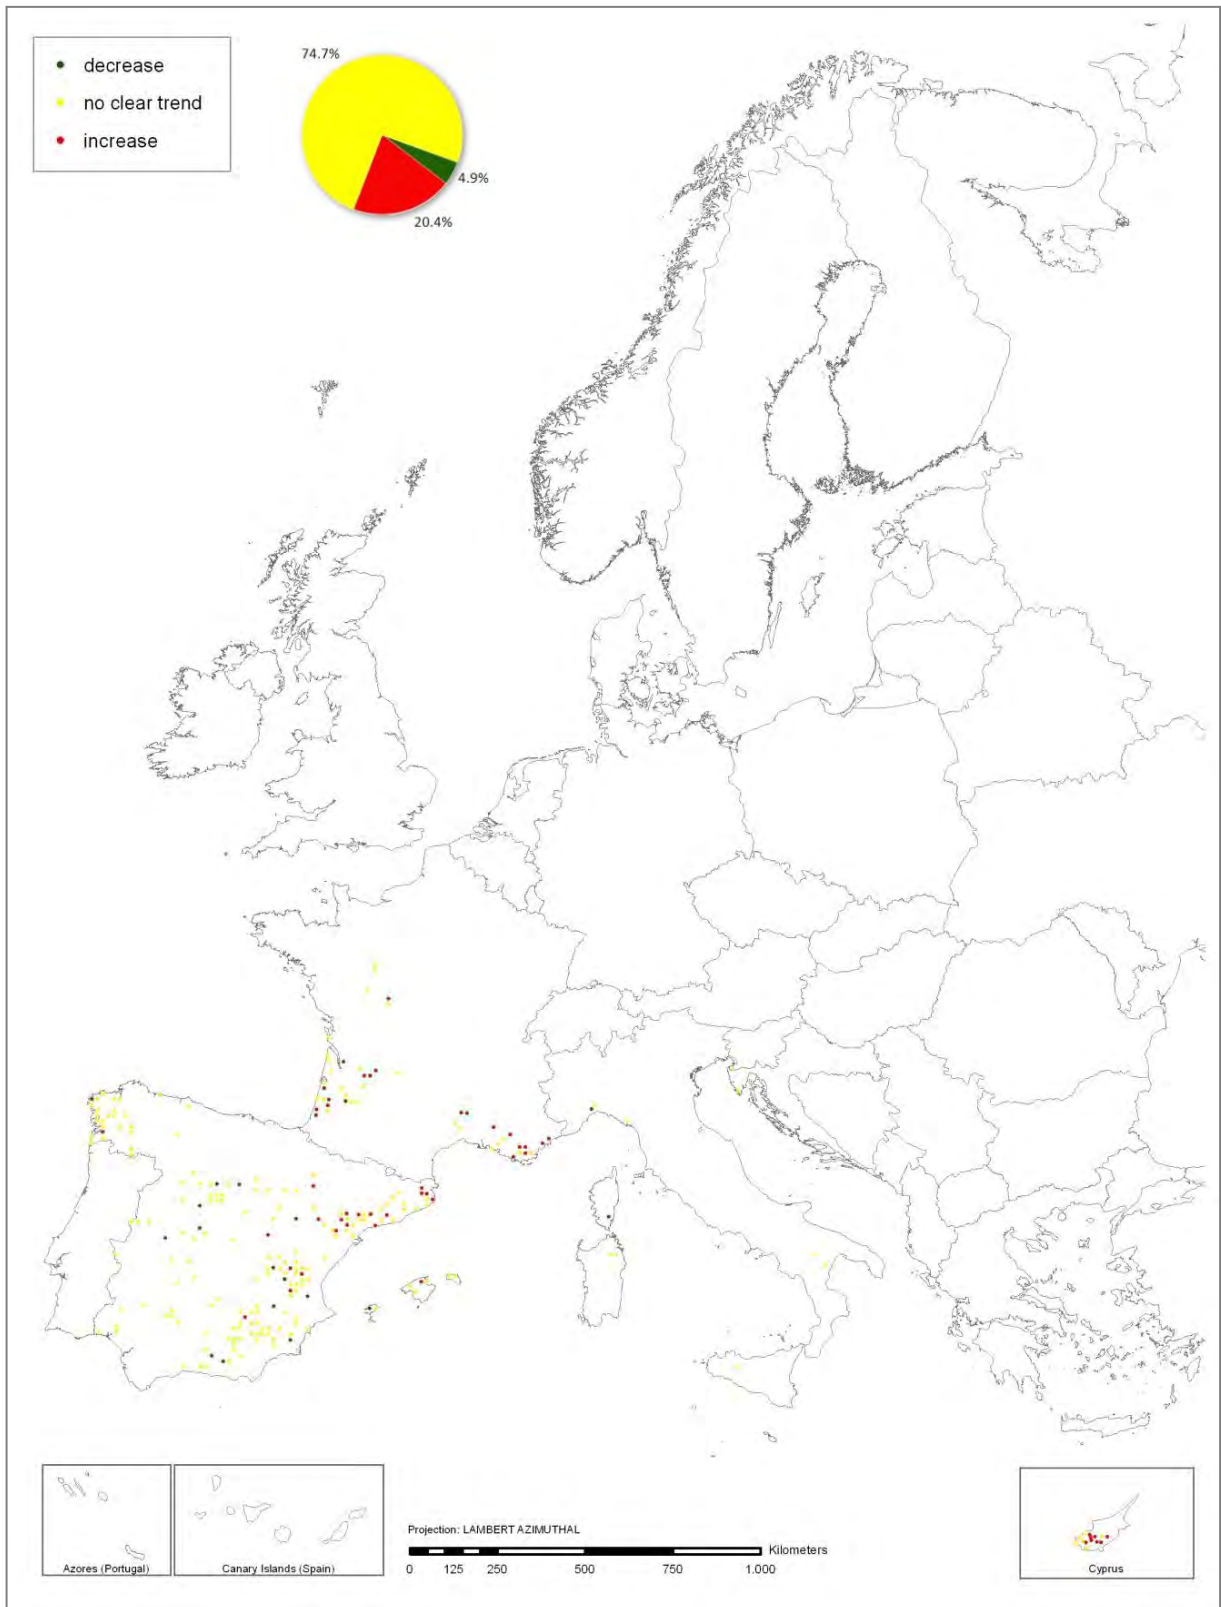 decrease
no clear trend
increase
74.7%
4.9%
20.4%
Azores (Portugal)
Canary Islands (Spain)
Projection: LAMBERT AZIMUTHAL
Kilometers
0 125 250 500 750 1.000
Cyprus